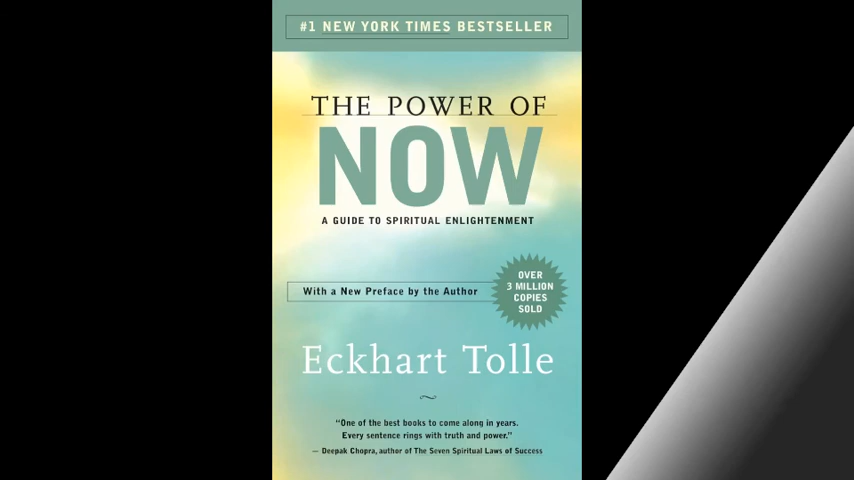 #1 NEW YORK TIMES BESTSELLER
THE POWER OF
NOW
A GUIDE TO SPIRITUAL ENLIGHTENMENT
With a New Preface by the Author
OVER
3 MILLION
COPIES
SOLD
Eckhart Tolle
“One of the best books to come along in years.
Every sentence rings with truth and power.”
— Deepak Chopra, author of The Seven Spiritual Laws of Success